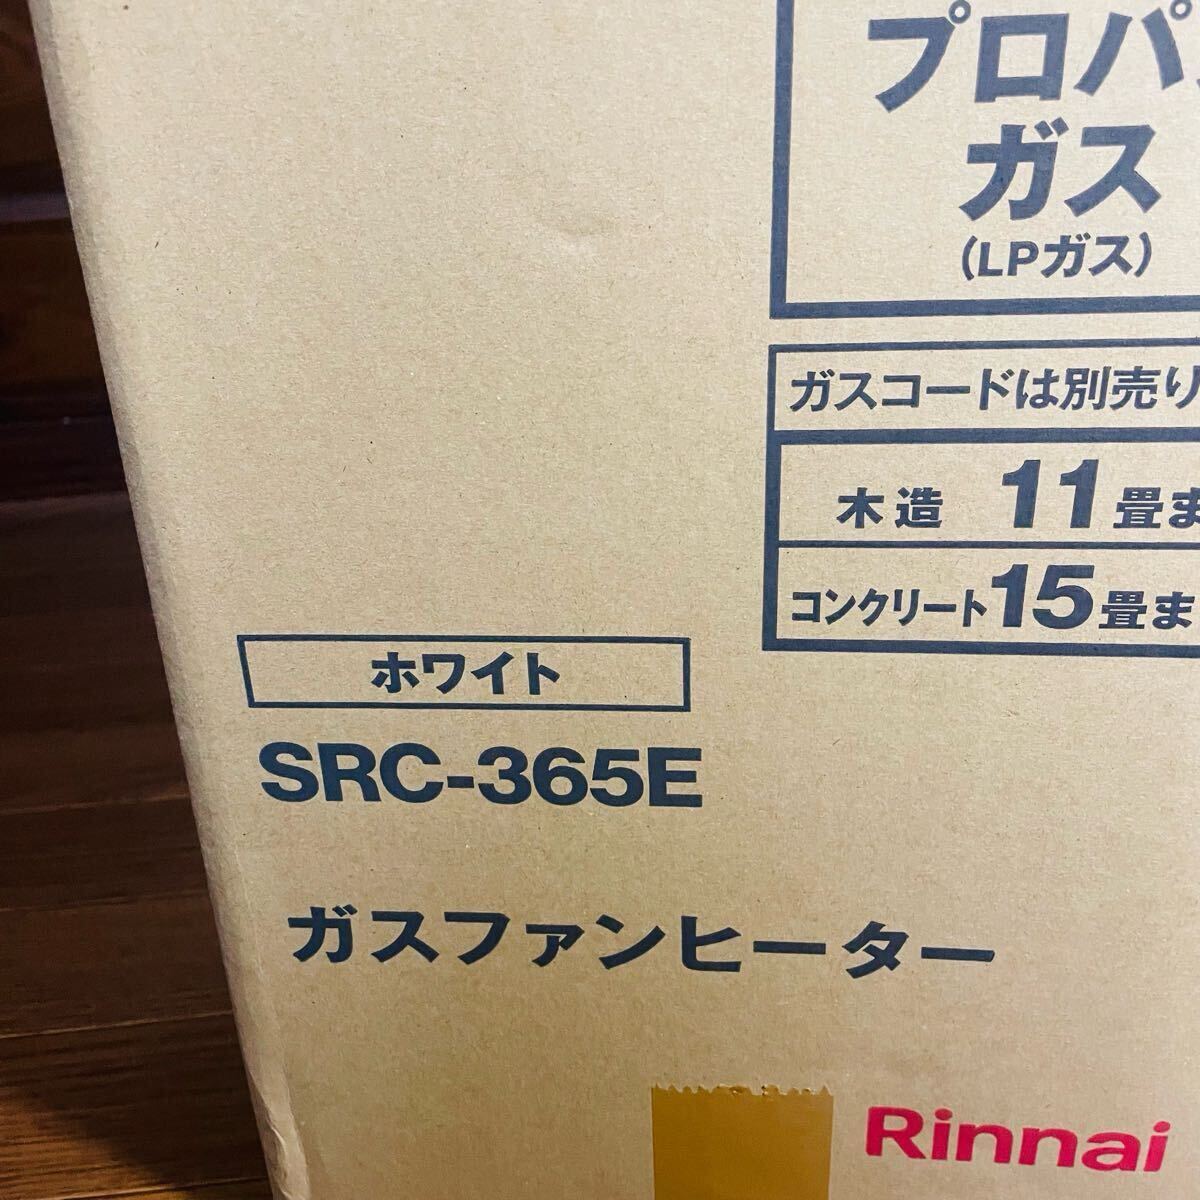 プロパ
ガス
(LPガス)
ガスコードは別売り
木造 11畳ま
コンクリート15畳ま
ホワイト
SRC-365E
ガスファンヒーター
Rinnai